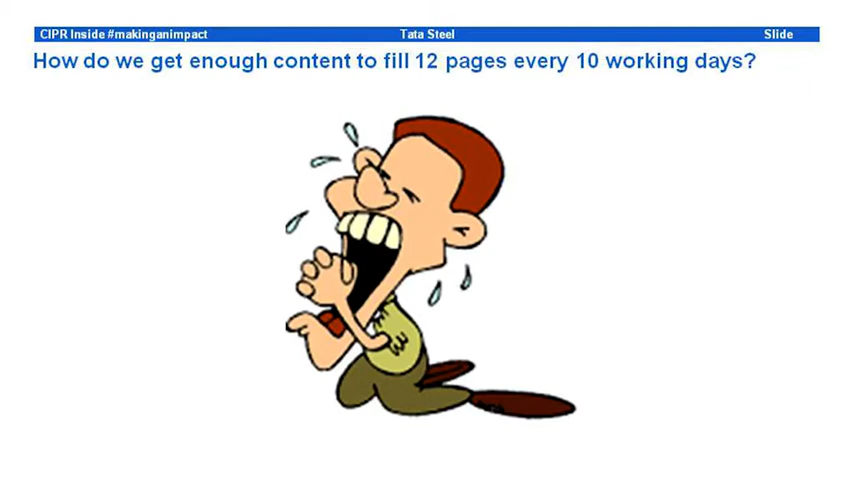 CIPR Inside #makinganimpact Tata Steel Slide
How do we get enough content to fill 12 pages every 10 working days?